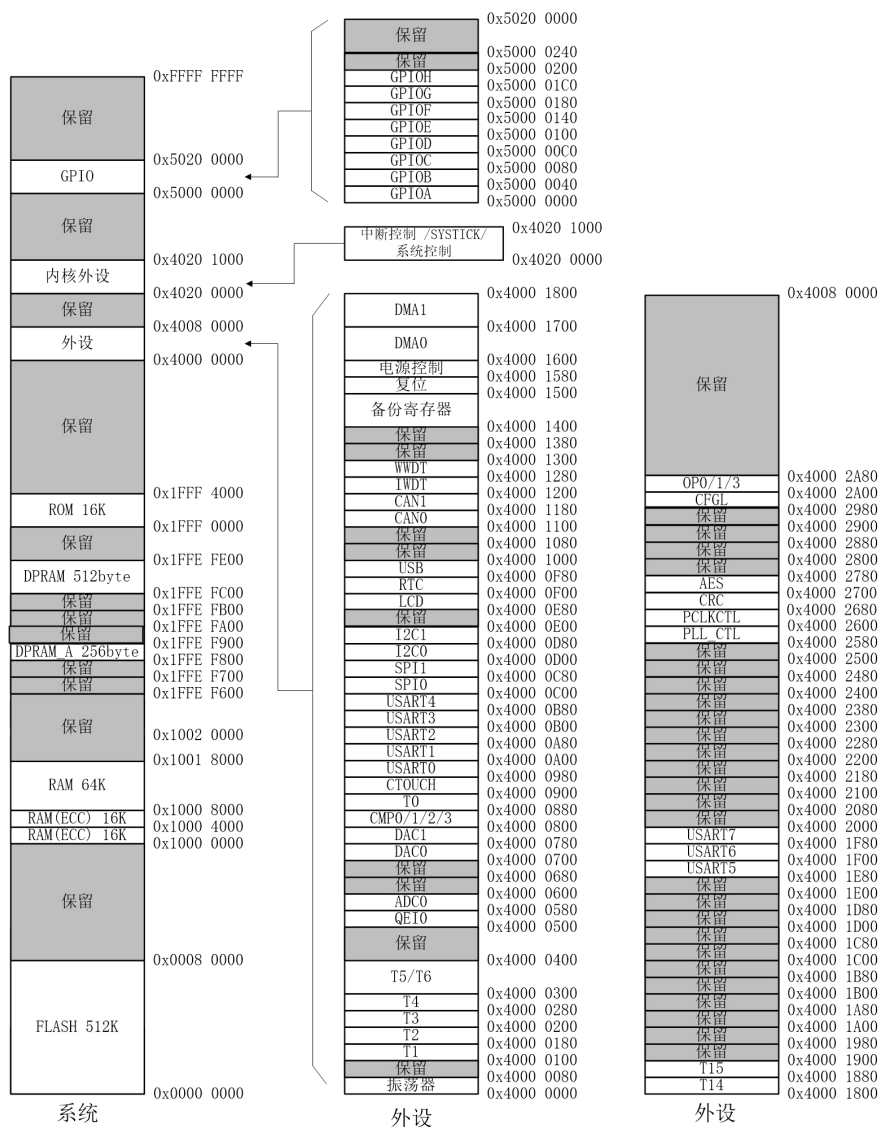 0xFFFF FFFF
保留
0x5020 0000
GPIO
0x5000 0000
保留
0x4020 1000
内核外设
0x4020 0000
保留
0x4008 0000
外设
0x4000 0000
保留
0x1FFF 4000
ROM 16K
0x1FFF 0000
保留
0x1FFE FE00
DPRAM 512byte
0x1FFE FC00
保留
0x1FFE FB00
保留
0x1FFE FA00
保留
0x1FFE F900
DPRAM_A 256byte
0x1FFE F800
保留
0x1FFE F700
保留
0x1FFE F600
保留
0x1002 0000
0x1001 8000
RAM 64K
0x1000 8000
RAM(ECC) 16K
0x1000 4000
RAM(ECC) 16K
0x1000 0000
保留
0x0008 0000
FLASH 512K
0x0000 0000
系统
0x5020 0000
保留
0x5000 0240
保留
0x5000 0200
GPIOH
0x5000 01C0
GPIOG
0x5000 0180
GPIOF
0x5000 0140
GPIOE
0x5000 0100
GPIOD
0x5000 00C0
GPIOC
0x5000 0080
GPIOB
0x5000 0040
GPIOA
0x5000 0000
0x4020 1000
中断控制 /SYSTICK/
系统控制
0x4020 0000
0x4000 1800
DMA1
0x4000 1700
DMA0
0x4000 1600
电源控制
0x4000 1580
复位
0x4000 1500
备份寄存器
0x4000 1400
保留
0x4000 1380
保留
0x4000 1300
WWDT
0x4000 1280
IWDT
0x4000 1200
CAN1
0x4000 1180
CAN0
0x4000 1100
保留
0x4000 1080
保留
0x4000 1000
USB
0x4000 0F80
RTC
0x4000 0F00
LCD
0x4000 0E80
保留
0x4000 0E00
I2C1
0x4000 0D80
I2C0
0x4000 0D00
SPI1
0x4000 0C80
SPI0
0x4000 0C00
USART4
0x4000 0B80
USART3
0x4000 0B00
USART2
0x4000 0A80
USART1
0x4000 0A00
USART0
0x4000 0980
CTOUCH
0x4000 0900
T0
0x4000 0880
CMP0/1/2/3
0x4000 0800
DAC1
0x4000 0780
DAC0
0x4000 0700
保留
0x4000 0680
保留
0x4000 0600
ADC0
0x4000 0580
QEI0
0x4000 0500
保留
0x4000 0400
T5/T6
0x4000 0300
T4
0x4000 0280
T3
0x4000 0200
T2
0x4000 0180
T1
0x4000 0100
保留
0x4000 0080
振荡器
0x4000 0000
外设
0x4008 0000
保留
0x4000 2A80
OP0/1/3
0x4000 2A00
CFGL
0x4000 2980
保留
0x4000 2900
保留
0x4000 2880
保留
0x4000 2800
保留
0x4000 2780
AES
0x4000 2700
CRC
0x4000 2680
PCLKCTL
0x4000 2600
PLL_CTL
0x4000 2580
保留
0x4000 2500
保留
0x4000 2480
保留
0x4000 2400
保留
0x4000 2380
保留
0x4000 2300
保留
0x4000 2280
保留
0x4000 2200
保留
0x4000 2180
保留
0x4000 2100
保留
0x4000 2080
保留
0x4000 2000
USART7
0x4000 1F80
USART6
0x4000 1F00
USART5
0x4000 1E80
保留
0x4000 1E00
保留
0x4000 1D80
保留
0x4000 1D00
保留
0x4000 1C80
保留
0x4000 1C00
保留
0x4000 1B80
保留
0x4000 1B00
保留
0x4000 1A80
保留
0x4000 1A00
保留
0x4000 1980
保留
0x4000 1900
T15
0x4000 1880
T14
0x4000 1800
外设